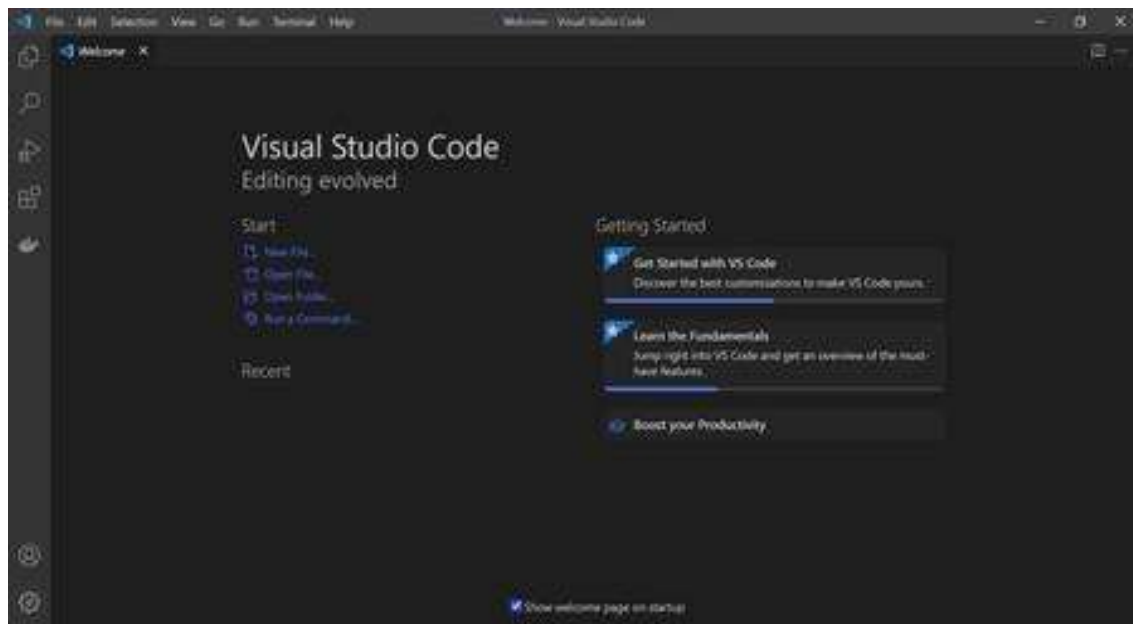 File Edit Selection View Go Run Terminal Help
Welcome - Visual Studio Code
Welcome
Visual Studio Code
Editing evolved
Start
New File...
Open File...
Open Folder...
Run a Command...
Recent
Getting Started
Get Started with VS Code
Discover the best customizations to make VS Code yours.
Learn the Fundamentals
Jump right into VS Code and get an overview of the must-
have features.
Boost your Productivity
Show welcome page on startup